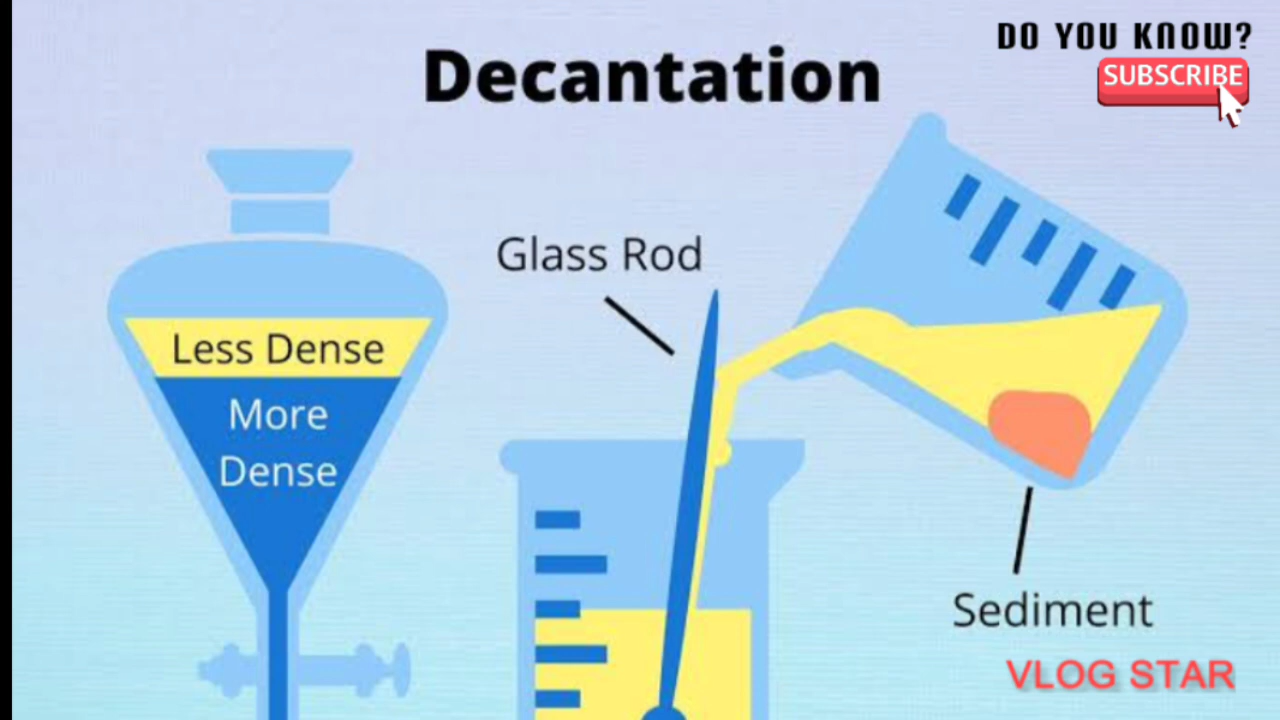 DO YOU KNOW?
SUBSCRIBE
Decantation
Glass Rod
Less Dense
More
Dense
Sediment
VLOG STAR